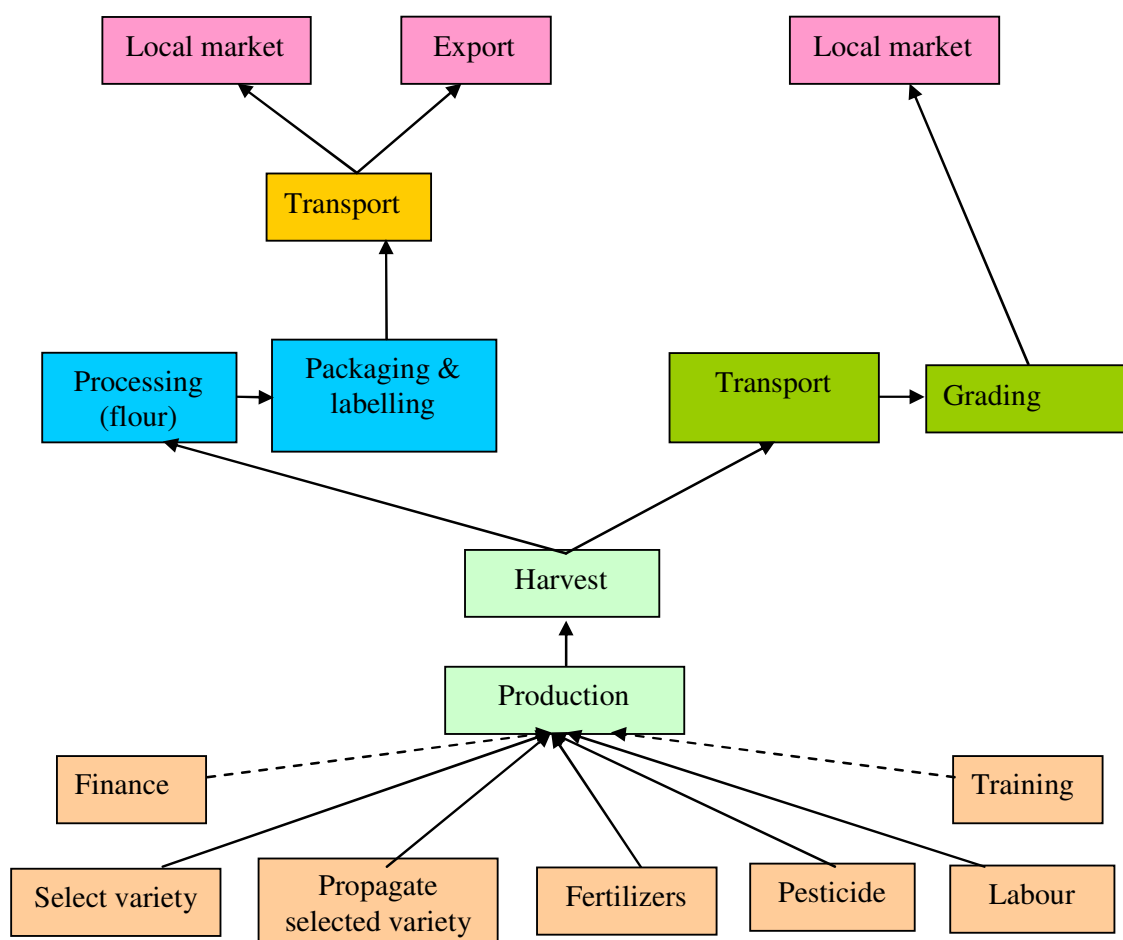 Local market
Export
Local market
Transport
Processing
(flour)
Packaging &
labelling
Transport
Grading
Harvest
Production
Finance
Training
Select variety
Propagate
selected variety
Fertilizers
Pesticide
Labour